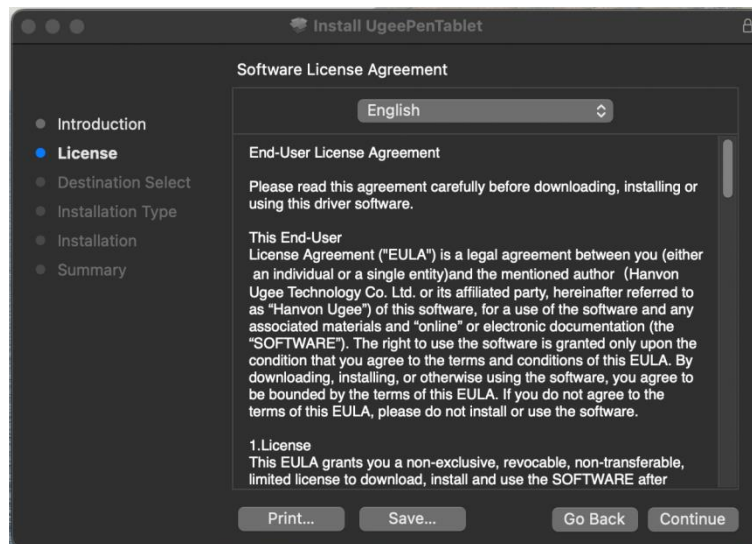 Install UgeePenTablet
Software License Agreement
Introduction
License
Destination Select
Installation Type
Installation
Summary
English
End-User License Agreement
Please read this agreement carefully before downloading, installing or
using this driver software.
This End-User
License Agreement ("EULA") is a legal agreement between you (either
an individual or a single entity)and the mentioned author（Hanvon
Ugee Technology Co. Ltd. or its affiliated party, hereinafter referred to
as “Hanvon Ugee") of this software, for a use of the software and any
associated materials and “online” or electronic documentation (the
“SOFTWARE”). The right to use the software is granted only upon the
condition that you agree to the terms and conditions of this EULA. By
downloading, installing, or otherwise using the software, you agree to
be bounded by the terms of this EULA. If you do not agree to the
terms of this EULA, please do not install or use the software.
1.License
This EULA grants you a non-exclusive, revocable, non-transferable,
limited license to download, install and use the SOFTWARE after
Print...
Save...
Go Back
Continue